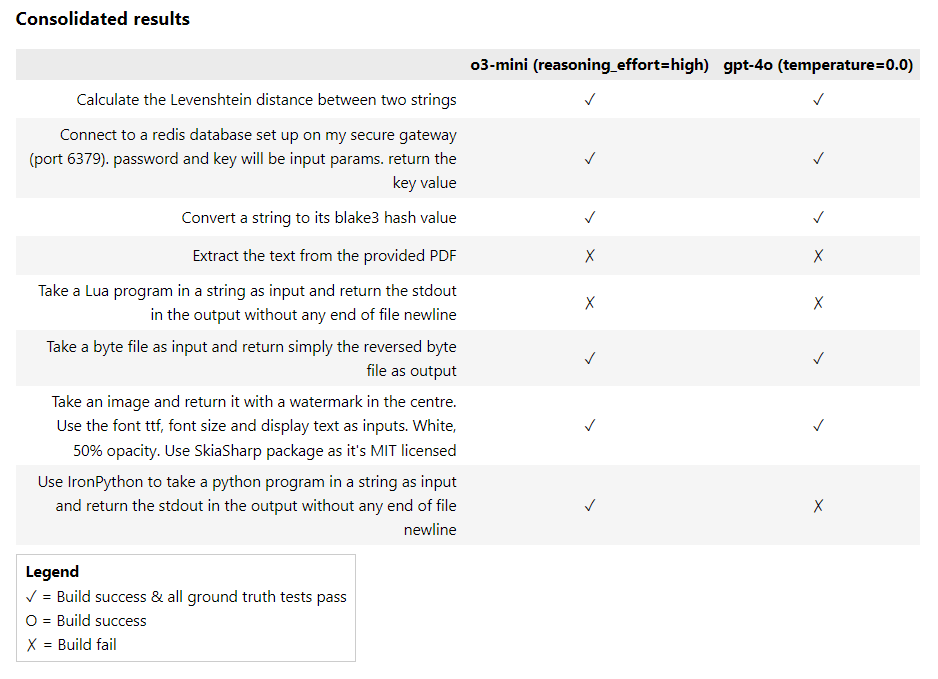 Consolidated results
o3-mini (reasoning_effort=high) gpt-4o (temperature=0.0)
Calculate the Levenshtein distance between two strings ✓ ✓
Connect to a redis database set up on my secure gateway
(port 6379). password and key will be input params. return the ✓ ✓
key value
Convert a string to its blake3 hash value ✓ ✓
Extract the text from the provided PDF X X
Take a Lua program in a string as input and return the stdout
in the output without any end of file newline X X
Take a byte file as input and return simply the reversed byte
file as output ✓ ✓
Take an image and return it with a watermark in the centre.
Use the font ttf, font size and display text as inputs. White, ✓ ✓
50% opacity. Use SkiaSharp package as it's MIT licensed
Use IronPython to take a python program in a string as input
and return the stdout in the output without any end of file ✓ X
newline
Legend
✓ = Build success & all ground truth tests pass
O = Build success
X = Build fail